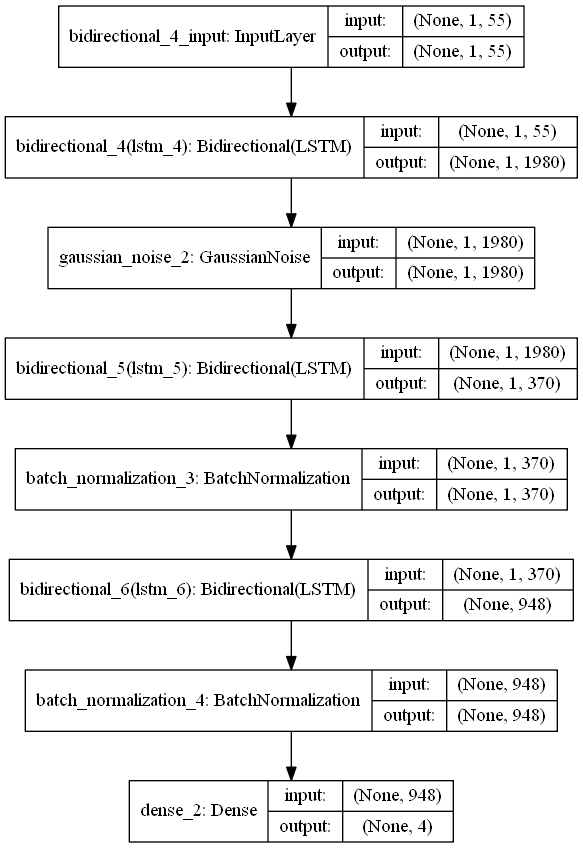 bidirectional_4_input: InputLayer
input: (None, 1, 55)
output: (None, 1, 55)
bidirectional_4(lstm_4): Bidirectional(LSTM)
input: (None, 1, 55)
output: (None, 1, 1980)
gaussian_noise_2: GaussianNoise
input: (None, 1, 1980)
output: (None, 1, 1980)
bidirectional_5(lstm_5): Bidirectional(LSTM)
input: (None, 1, 1980)
output: (None, 1, 370)
batch_normalization_3: BatchNormalization
input: (None, 1, 370)
output: (None, 1, 370)
bidirectional_6(lstm_6): Bidirectional(LSTM)
input: (None, 1, 370)
output: (None, 948)
batch_normalization_4: BatchNormalization
input: (None, 948)
output: (None, 948)
dense_2: Dense
input: (None, 948)
output: (None, 4)